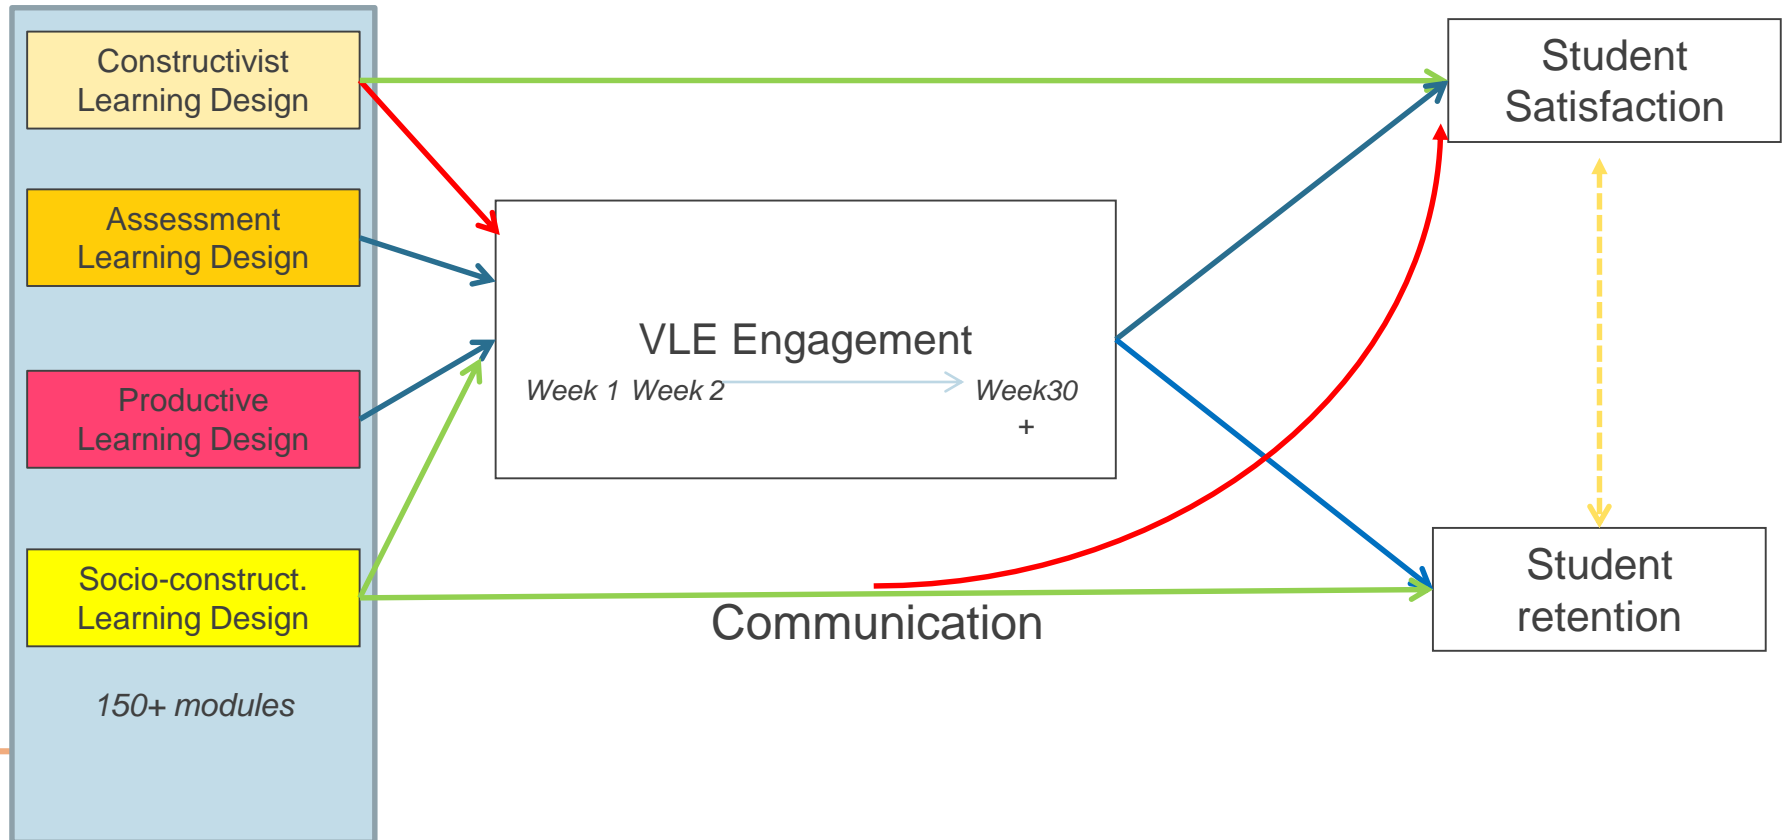 Constructivist
Learning Design
Assessment
Learning Design
Productive
Learning Design
Socio-construct.
Learning Design
150+ modules
VLE Engagement
Week 1 Week 2 Week30
+
Communication
Student
Satisfaction
Student
retention